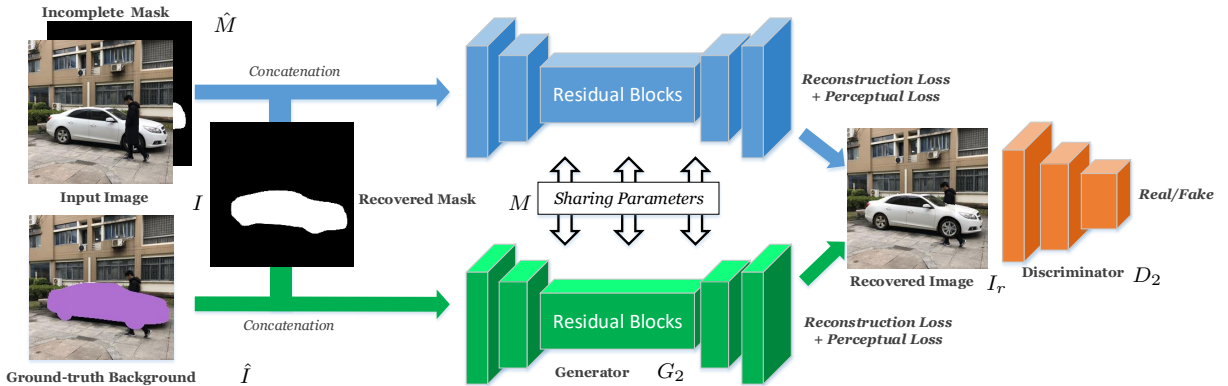 Incomplete Mask
M̂
Concatenation
Residual Blocks
Reconstruction Loss
+ Perceptual Loss
Input Image
I
Recovered Mask
M
Sharing Parameters
Real/Fake
Recovered Image
I_r
Discriminator
D_2
Concatenation
Residual Blocks
Reconstruction Loss
+ Perceptual Loss
Ground-truth Background
Î
Generator
G_2